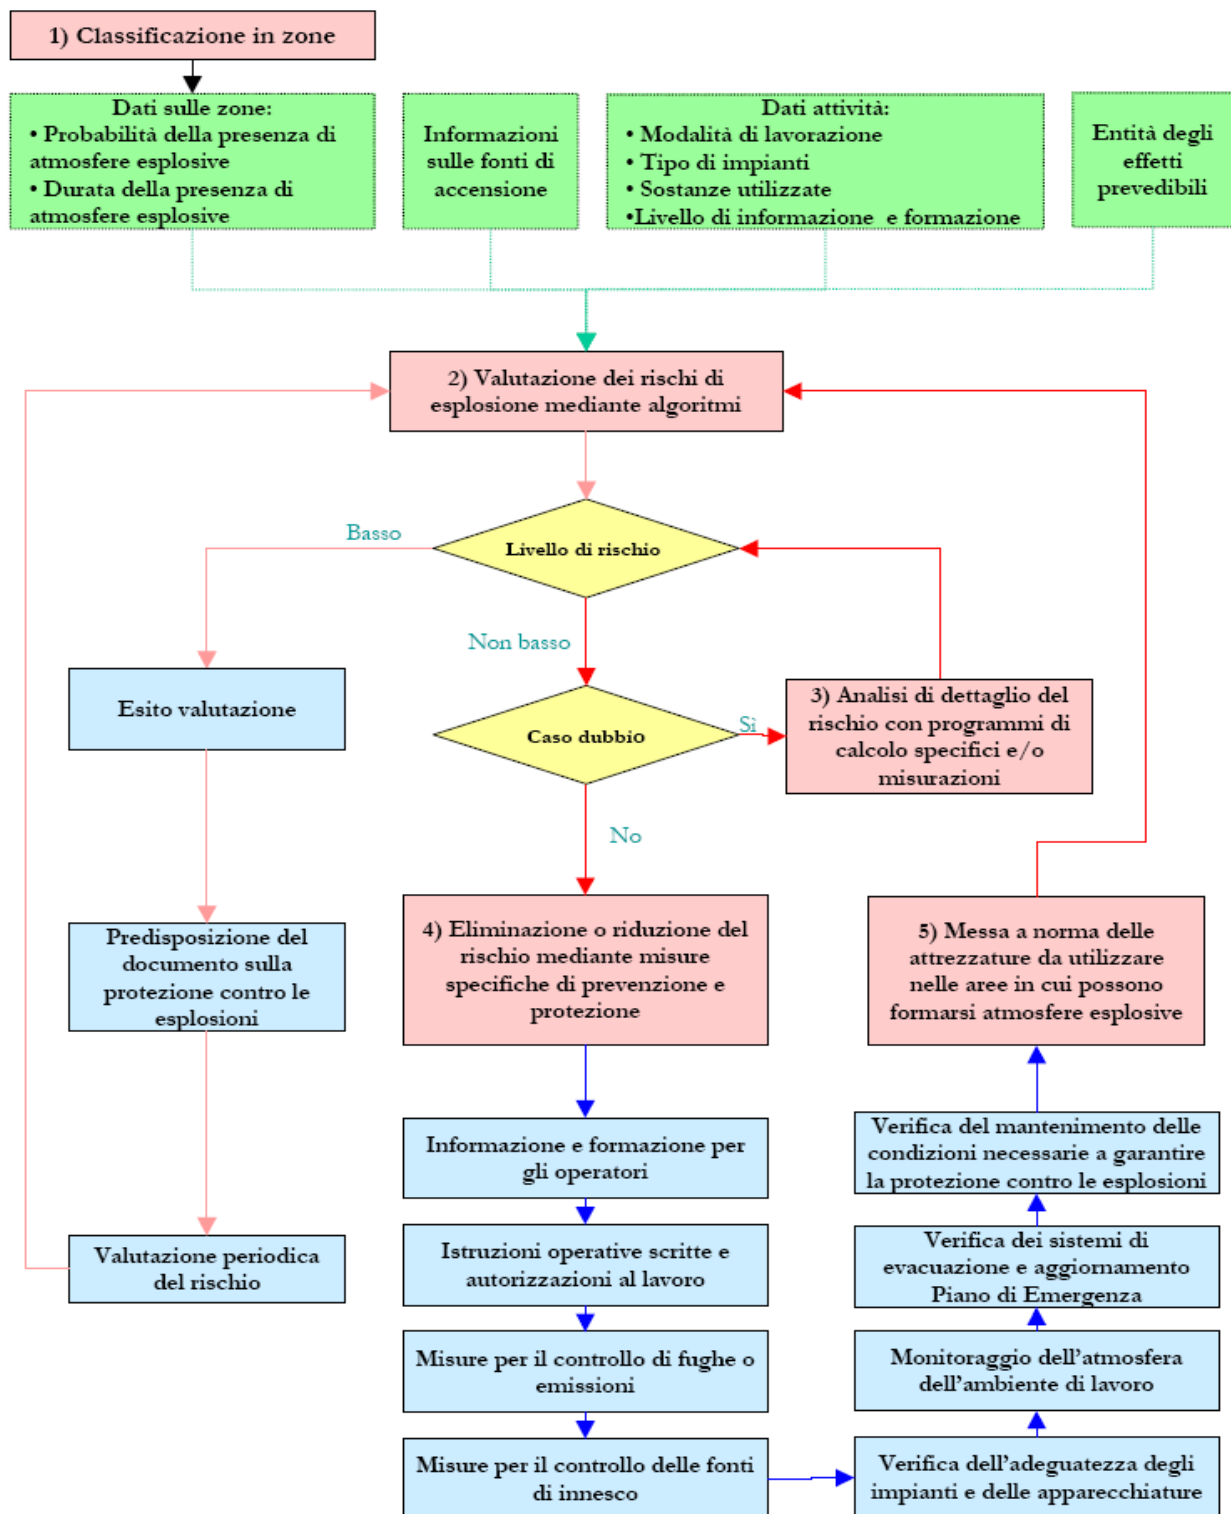 1) Classificazione in zone
Dati sulle zone:
• Probabilità della presenza di
atmosfere esplosive
• Durata della presenza di
atmosfere esplosive
Informazioni
sulle fonti di
accensione
Dati attività:
• Modalità di lavorazione
• Tipo di impianti
• Sostanze utilizzate
•Livello di informazione e formazione
Entità degli
effetti
prevedibili
2) Valutazione dei rischi di
esplosione mediante algoritmi
Basso
Livello di rischio
Non basso
Esito valutazione
Caso dubbio
Sì
3) Analisi di dettaglio del
rischio con programmi di
calcolo specifici e/o
misurazioni
No
Predisposizione del
documento sulla
protezione contro le
esplosioni
4) Eliminazione o riduzione del
rischio mediante misure
specifiche di prevenzione e
protezione
5) Messa a norma delle
attrezzature da utilizzare
nelle aree in cui possono
formarsi atmosfere esplosive
Informazione e formazione per
gli operatori
Verifica del mantenimento delle
condizioni necessarie a garantire
la protezione contro le esplosioni
Valutazione periodica
del rischio
Istruzioni operative scritte e
autorizzazioni al lavoro
Verifica dei sistemi di
evacuazione e aggiornamento
Piano di Emergenza
Misure per il controllo di fughe o
emissioni
Monitoraggio dell'atmosfera
dell'ambiente di lavoro
Misure per il controllo delle fonti
di innesco
Verifica dell'adeguatezza degli
impianti e delle apparecchiature